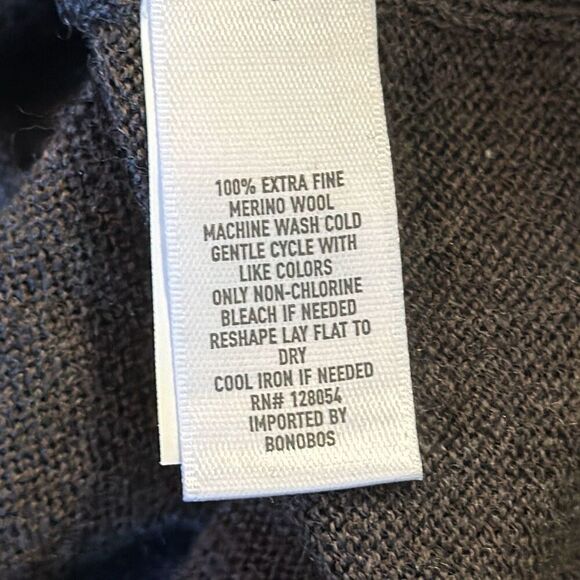 100% EXTRA FINE
MERINO WOOL
MACHINE WASH COLD
GENTLE CYCLE WITH
LIKE COLORS
ONLY NON-CHLORINE
BLEACH IF NEEDED
RESHAPE LAY FLAT TO
DRY
COOL IRON IF NEEDED
RN# 128054
IMPORTED BY
BONOBOS